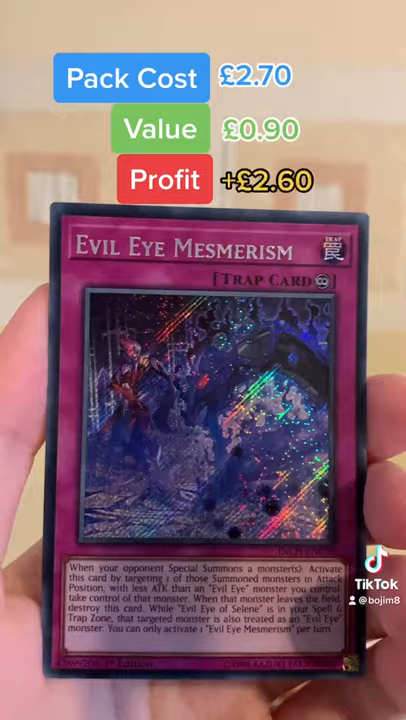 Pack Cost £2.70
Value £0.90
Profit +£2.60
EVIL EYE MESMERISM
TRAP
罠
[TRAP CARD ]
When your opponent Special Summons a monster(s): Activate
this card by targeting 1 of those Summoned monsters in Attack
Position, with less ATK than an "Evil Eye" monster you control;
take control of that monster. When that monster leaves the field,
destroy this card. While "Evil Eye of Selene" is in your Spell &
Trap Zone, that targeted monster is also treated as an "Evil Eye"
monster. You can only activate 1 "Evil Eye Mesmerism" per turn.
1st Edition
TikTok
@bojim8